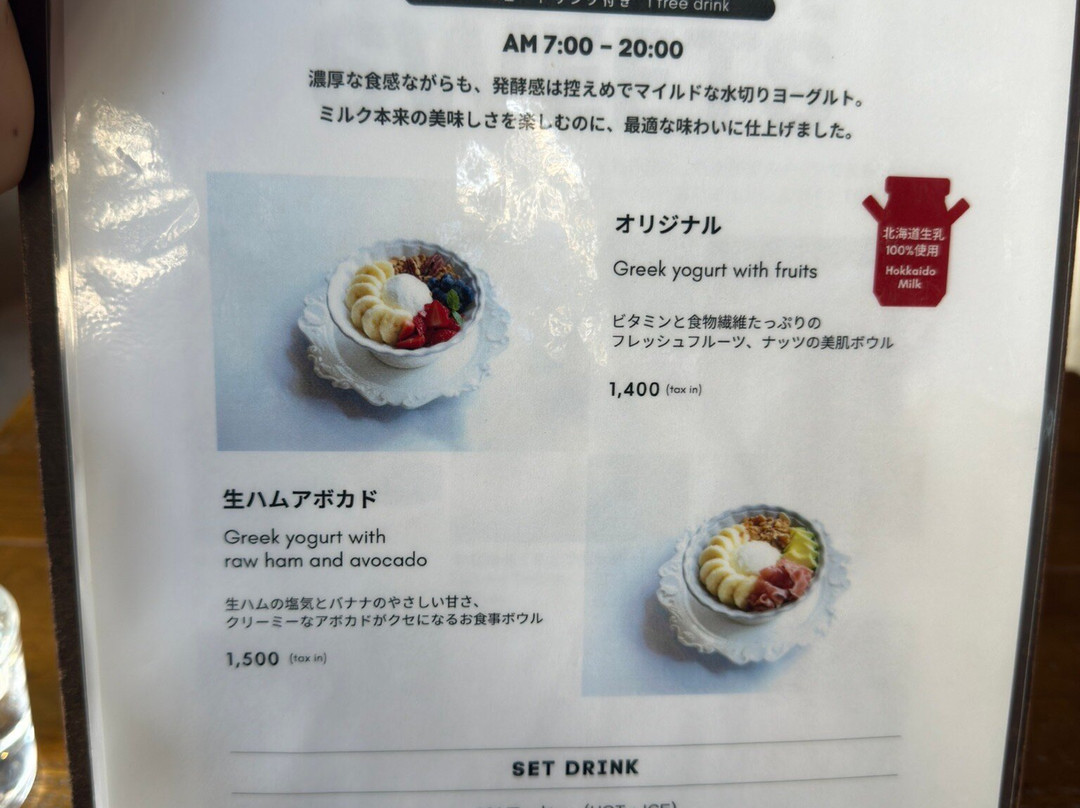 ドリンク付き 1 free drink
AM 7:00 - 20:00
濃厚な食感ながらも、発酵感は控えめでマイルドな水切りヨーグルト。
ミルク本来の美味しさを楽しむのに、最適な味わいに仕上げました。
オリジナル
Greek yogurt with fruits
北海道生乳
100%使用
Hokkaido
Milk
ビタミンと食物繊維たっぷりの
フレッシュフルーツ、ナッツの美肌ボウル
1,400 (tax in)
生ハムアボカド
Greek yogurt with
raw ham and avocado
生ハムの塩気とバナナのやさしい甘さ、
クリーミーなアボカドがクセになるお食事ボウル
1,500 (tax in)
SET DRINK